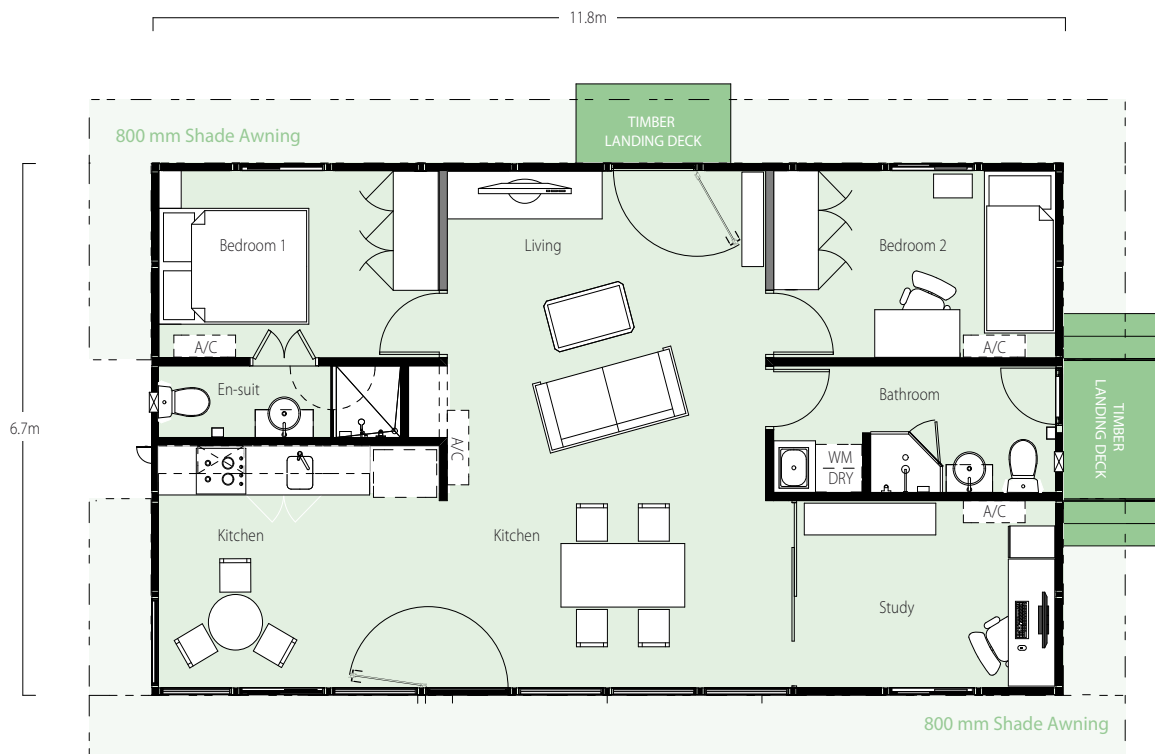 11.8m
800 mm Shade Awning
TIMBER
LANDING DECK
6.7m
Bedroom 1
Living
Bedroom 2
A/C
A/C
En-suit
Bathroom
TIMBER
LANDING DECK
A/C
WM
DRY
A/C
Kitchen
Kitchen
Study
800 mm Shade Awning